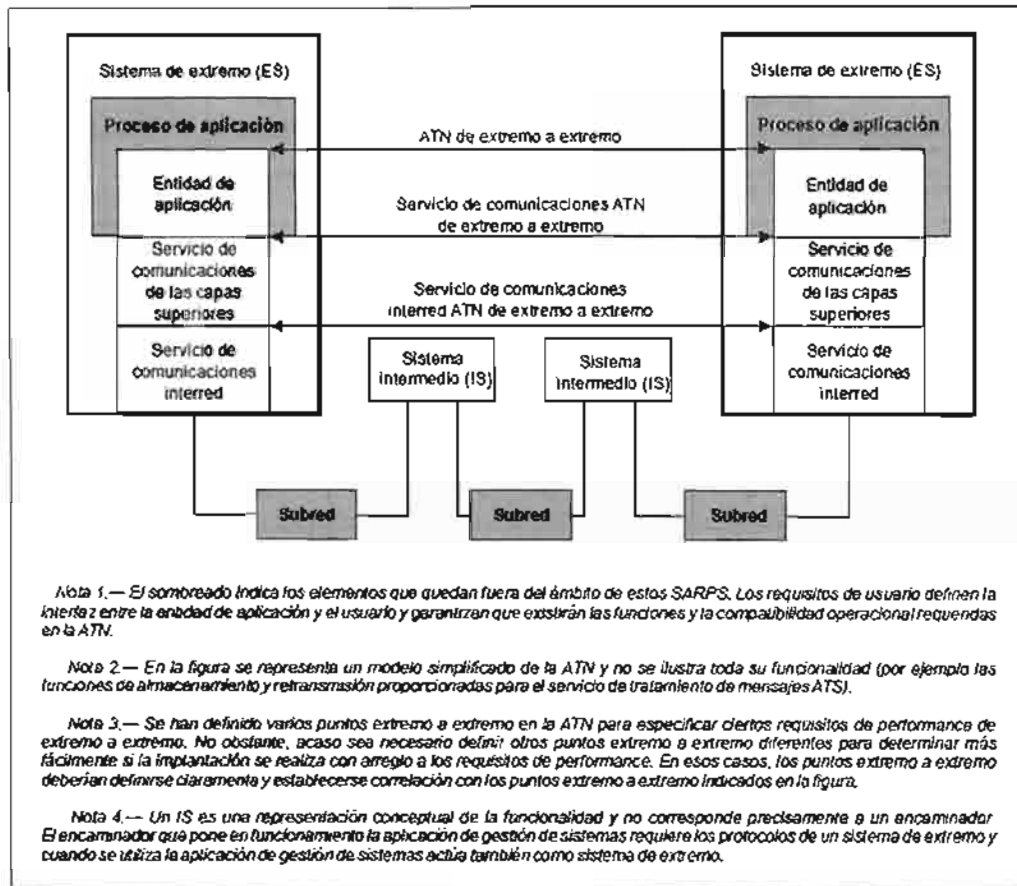 Sistema de extremo (ES)
Proceso de aplicación
Entidad de
aplicación
Servicio de
comunicaciones
de las capas
superiores
Servicio de
comunicaciones
interred
ATN de extremo a extremo
Servicio de comunicaciones ATN
de extremo a extremo
Servicio de comunicaciones
interred ATN de extremo a extremo
Sistema
intermedio (IS)
Sistema
intermedio (IS)
Sistema de extremo (ES)
Proceso de aplicación
Entidad de
aplicación
Servicio de
comunicaciones
de las capas
superiores
Servicio de
comunicaciones
interred
Subred
Subred
Subred
Nota 1.— El sombreado indica los elementos que quedan fuera del ámbito de estos SARPS. Los requisitos de usuario definen la
interfaz entre la entidad de aplicación y el usuario y garantizan que existirán las funciones y la compatibilidad operacional requeridas
en la ATN.
Nota 2.— En la figura se representa un modelo simplificado de la ATN y no se ilustra toda su funcionalidad (por ejemplo las
funciones de almacenamiento y retransmisión proporcionadas para el servicio de tratamiento de mensajes ATS).
Nota 3.— Se han definido varios puntos extremo a extremo en la ATN para especificar ciertos requisitos de performance de
extremo a extremo. No obstante, acaso sea necesario definir otros puntos extremo a extremo diferentes para determinar más
fácilmente si la implantación se realiza con arreglo a los requisitos de performance. En esos casos, los puntos extremo a extremo
deberían definirse claramente y establecerse correlación con los puntos extremo a extremo indicados en la figura.
Nota 4.— Un IS es una representación conceptual de la funcionalidad y no corresponde precisamente a un encaminador
El encaminador que pone en funcionamiento la aplicación de gestión de sistemas requiere los protocolos de un sistema de extremo y
cuando se utiliza la aplicación de gestión de sistemas actúa también como sistema de extremo.